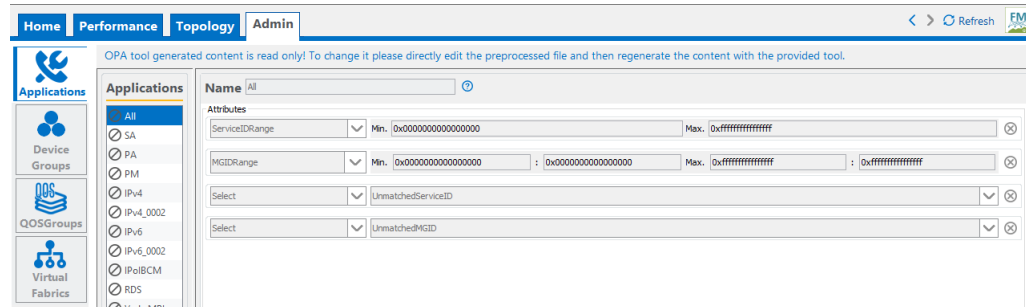 Home Performance Topology Admin Refresh FM
OPA tool generated content is read only! To change it please directly edit the preprocessed file and then regenerate the content with the provided tool.
Applications
Device
Groups
QOS
QOSGroups
Virtual
Fabrics
Applications
All
SA
PA
PM
IPv4
IPv4_0002
IPv6
IPv6_0002
IPoIBCM
RDS
Name All
Attributes
ServiceIDRange Min. 0x0000000000000000 Max. 0xffffffffffffffff
MGIDRange Min. 0x0000000000000000 : 0x0000000000000000 Max. 0xffffffffffffffff : 0xffffffffffffffff
Select UnmatchedServiceID
Select UnmatchedMGID